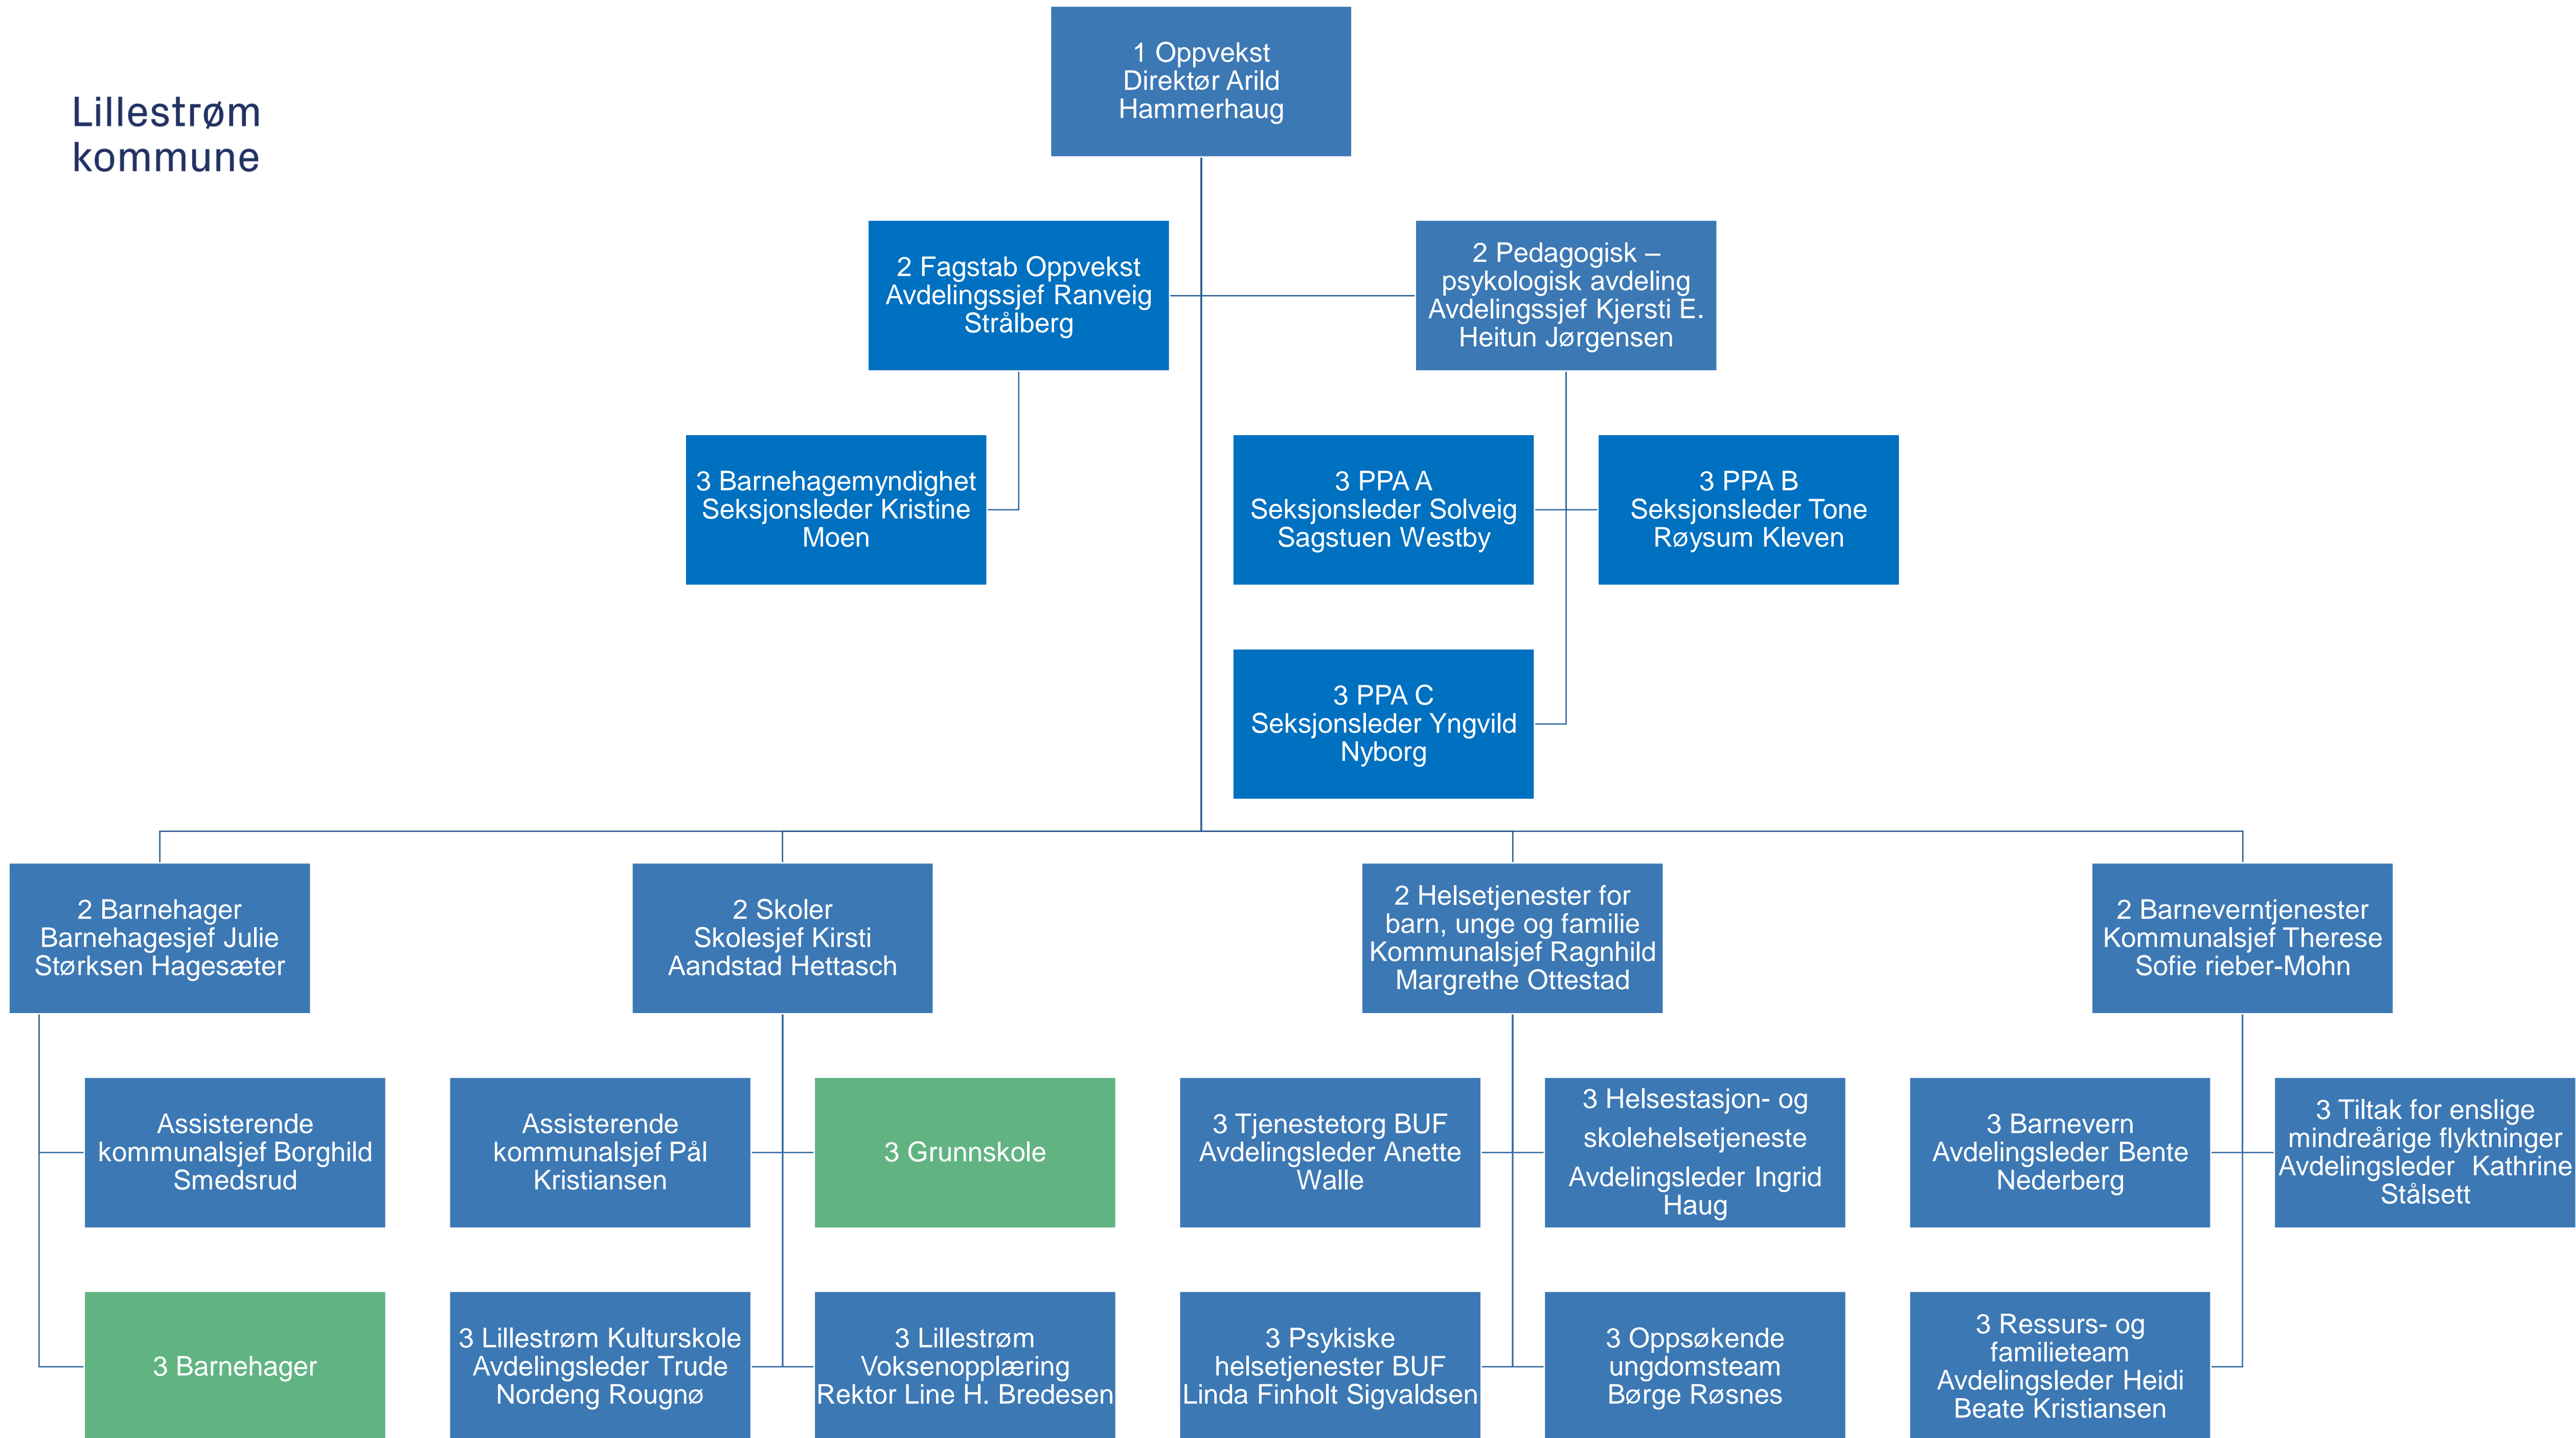 Lillestrøm
kommune
1 Oppvekst
Direktør Arild
Hammerhaug
2 Fagstab Oppvekst
Avdelingssjef Ranveig
Strålberg
2 Pedagogisk –
psykologisk avdeling
Avdelingssjef Kjersti E.
Heitun Jørgensen
3 Barnehagemyndighet
Seksjonsleder Kristine
Moen
3 PPA A
Seksjonsleder Solveig
Sagstuen Westby
3 PPA B
Seksjonsleder Tone
Røysum Kleven
3 PPA C
Seksjonsleder Yngvild
Nyborg
2 Barnehager
Barnehagesjef Julie
Størksen Hagesæter
2 Skoler
Skolesjef Kirsti
Aandstad Hettasch
2 Helsetjenester for
barn, unge og familie
Kommunalsjef Ragnhild
Margrethe Ottestad
2 Barneverntjenester
Kommunalsjef Therese
Sofie rieber-Mohn
Assisterende
kommunalsjef Borghild
Smedsrud
Assisterende
kommunalsjef Pål
Kristiansen
3 Grunnskole
3 Tjenestetorg BUF
Avdelingsleder Anette
Walle
3 Helsestasjon- og
skolehelsetjeneste
Avdelingsleder Ingrid
Haug
3 Barnevern
Avdelingsleder Bente
Nederberg
3 Tiltak for enslige
mindreårige flyktninger
Avdelingsleder  Kathrine
Stålsett
3 Barnehager
3 Lillestrøm Kulturskole
Avdelingsleder Trude
Nordeng Rougnø
3 Lillestrøm
Voksenopplæring
Rektor Line H. Bredesen
3 Psykiske
helsetjenester BUF
Linda Finholt Sigvaldsen
3 Oppsøkende
ungdomsteam
Børge Røsnes
3 Ressurs- og
familieteam
Avdelingsleder Heidi
Beate Kristiansen